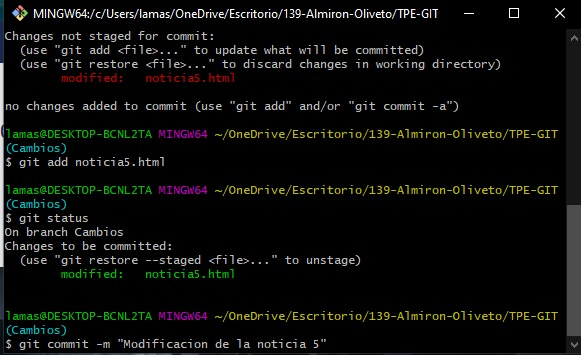 MINGW64:/c/Users/lamas/OneDrive/Escritorio/139-Almiron-Oliveto/TPE-GIT
Changes not staged for commit:
  (use "git add <file>..." to update what will be committed)
  (use "git restore <file>..." to discard changes in working directory)
        modified:   noticia5.html

no changes added to commit (use "git add" and/or "git commit -a")

lamas@DESKTOP-BCNL2TA MINGW64 ~/OneDrive/Escritorio/139-Almiron-Oliveto/TPE-GIT
(Cambios)
$ git add noticia5.html

lamas@DESKTOP-BCNL2TA MINGW64 ~/OneDrive/Escritorio/139-Almiron-Oliveto/TPE-GIT
(Cambios)
$ git status
On branch Cambios
Changes to be committed:
  (use "git restore --staged <file>..." to unstage)
        modified:   noticia5.html


lamas@DESKTOP-BCNL2TA MINGW64 ~/OneDrive/Escritorio/139-Almiron-Oliveto/TPE-GIT
(Cambios)
$ git commit -m "Modificacion de la noticia 5"